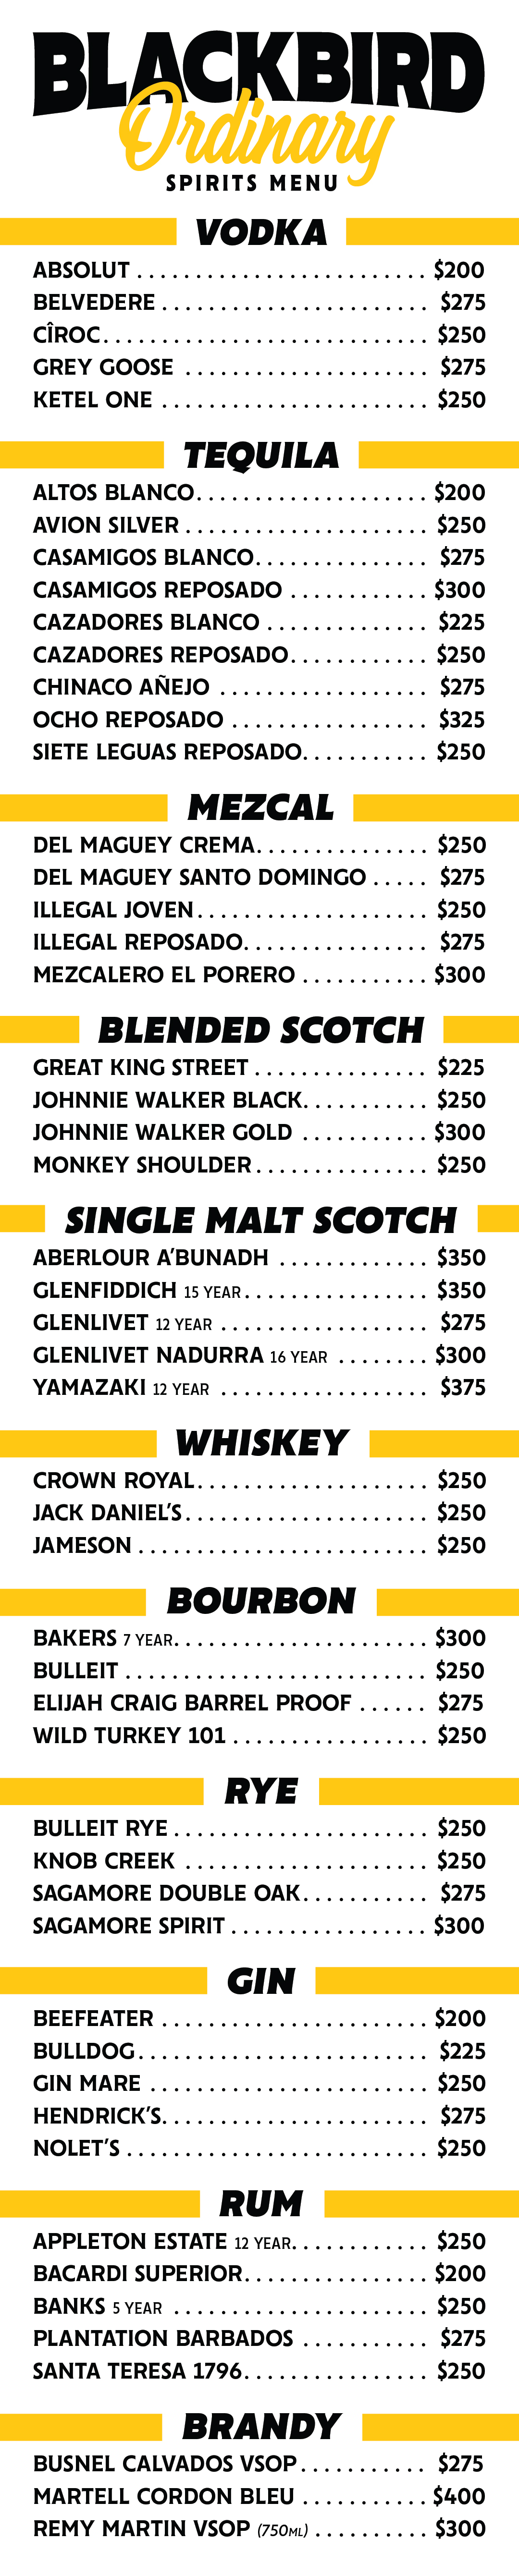 BLACKBIRD
Ordinary
SPIRITS MENU
VODKA
ABSOLUT . . . . . . . . . . . . . . . . . . . . . . . . . $200
BELVEDERE . . . . . . . . . . . . . . . . . . . . . . . $275
CÎROC. . . . . . . . . . . . . . . . . . . . . . . . . . . . $250
GREY GOOSE . . . . . . . . . . . . . . . . . . . . . $275
KETEL ONE . . . . . . . . . . . . . . . . . . . . . . . $250
TEQUILA
ALTOS BLANCO. . . . . . . . . . . . . . . . . . . . $200
AVION SILVER . . . . . . . . . . . . . . . . . . . . . $250
CASAMIGOS BLANCO. . . . . . . . . . . . . . . $275
CASAMIGOS REPOSADO . . . . . . . . . . . . $300
CAZADORES BLANCO . . . . . . . . . . . . . . $225
CAZADORES REPOSADO. . . . . . . . . . . . $250
CHINACO AÑEJO . . . . . . . . . . . . . . . . . . $275
OCHO REPOSADO . . . . . . . . . . . . . . . . . $325
SIETE LEGUAS REPOSADO. . . . . . . . . . . $250
MEZCAL
DEL MAGUEY CREMA. . . . . . . . . . . . . . . $250
DEL MAGUEY SANTO DOMINGO . . . . . $275
ILLEGAL JOVEN . . . . . . . . . . . . . . . . . . . . $250
ILLEGAL REPOSADO. . . . . . . . . . . . . . . . $275
MEZCALERO EL PORERO . . . . . . . . . . . $300
BLENDED SCOTCH
GREAT KING STREET . . . . . . . . . . . . . . . $225
JOHNNIE WALKER BLACK. . . . . . . . . . . $250
JOHNNIE WALKER GOLD . . . . . . . . . . . $300
MONKEY SHOULDER . . . . . . . . . . . . . . . $250
SINGLE MALT SCOTCH
ABERLOUR A’BUNADH . . . . . . . . . . . . . $350
GLENFIDDICH 15 YEAR . . . . . . . . . . . . . . . . $350
GLENLIVET 12 YEAR . . . . . . . . . . . . . . . . . . $275
GLENLIVET NADURRA 16 YEAR . . . . . . . . $300
YAMAZAKI 12 YEAR . . . . . . . . . . . . . . . . . . $375
WHISKEY
CROWN ROYAL. . . . . . . . . . . . . . . . . . . . $250
JACK DANIEL’S . . . . . . . . . . . . . . . . . . . . . $250
JAMESON . . . . . . . . . . . . . . . . . . . . . . . . . $250
BOURBON
BAKERS 7 YEAR. . . . . . . . . . . . . . . . . . . . . . $300
BULLEIT . . . . . . . . . . . . . . . . . . . . . . . . . . $250
ELIJAH CRAIG BARREL PROOF . . . . . . $275
WILD TURKEY 101 . . . . . . . . . . . . . . . . . $250
RYE
BULLEIT RYE . . . . . . . . . . . . . . . . . . . . . . $250
KNOB CREEK . . . . . . . . . . . . . . . . . . . . . $250
SAGAMORE DOUBLE OAK. . . . . . . . . . . $275
SAGAMORE SPIRIT . . . . . . . . . . . . . . . . . $300
GIN
BEEFEATER . . . . . . . . . . . . . . . . . . . . . . . $200
BULLDOG . . . . . . . . . . . . . . . . . . . . . . . . . $225
GIN MARE . . . . . . . . . . . . . . . . . . . . . . . . $250
HENDRICK’S. . . . . . . . . . . . . . . . . . . . . . . $275
NOLET’S . . . . . . . . . . . . . . . . . . . . . . . . . . $250
RUM
APPLETON ESTATE 12 YEAR. . . . . . . . . . . . $250
BACARDI SUPERIOR. . . . . . . . . . . . . . . . $200
BANKS 5 YEAR . . . . . . . . . . . . . . . . . . . . . . $250
PLANTATION BARBADOS . . . . . . . . . . . $275
SANTA TERESA 1796. . . . . . . . . . . . . . . . $250
BRANDY
BUSNEL CALVADOS VSOP . . . . . . . . . . . $275
MARTELL CORDON BLEU . . . . . . . . . . . $400
REMY MARTIN VSOP (750ML) . . . . . . . . . . $300